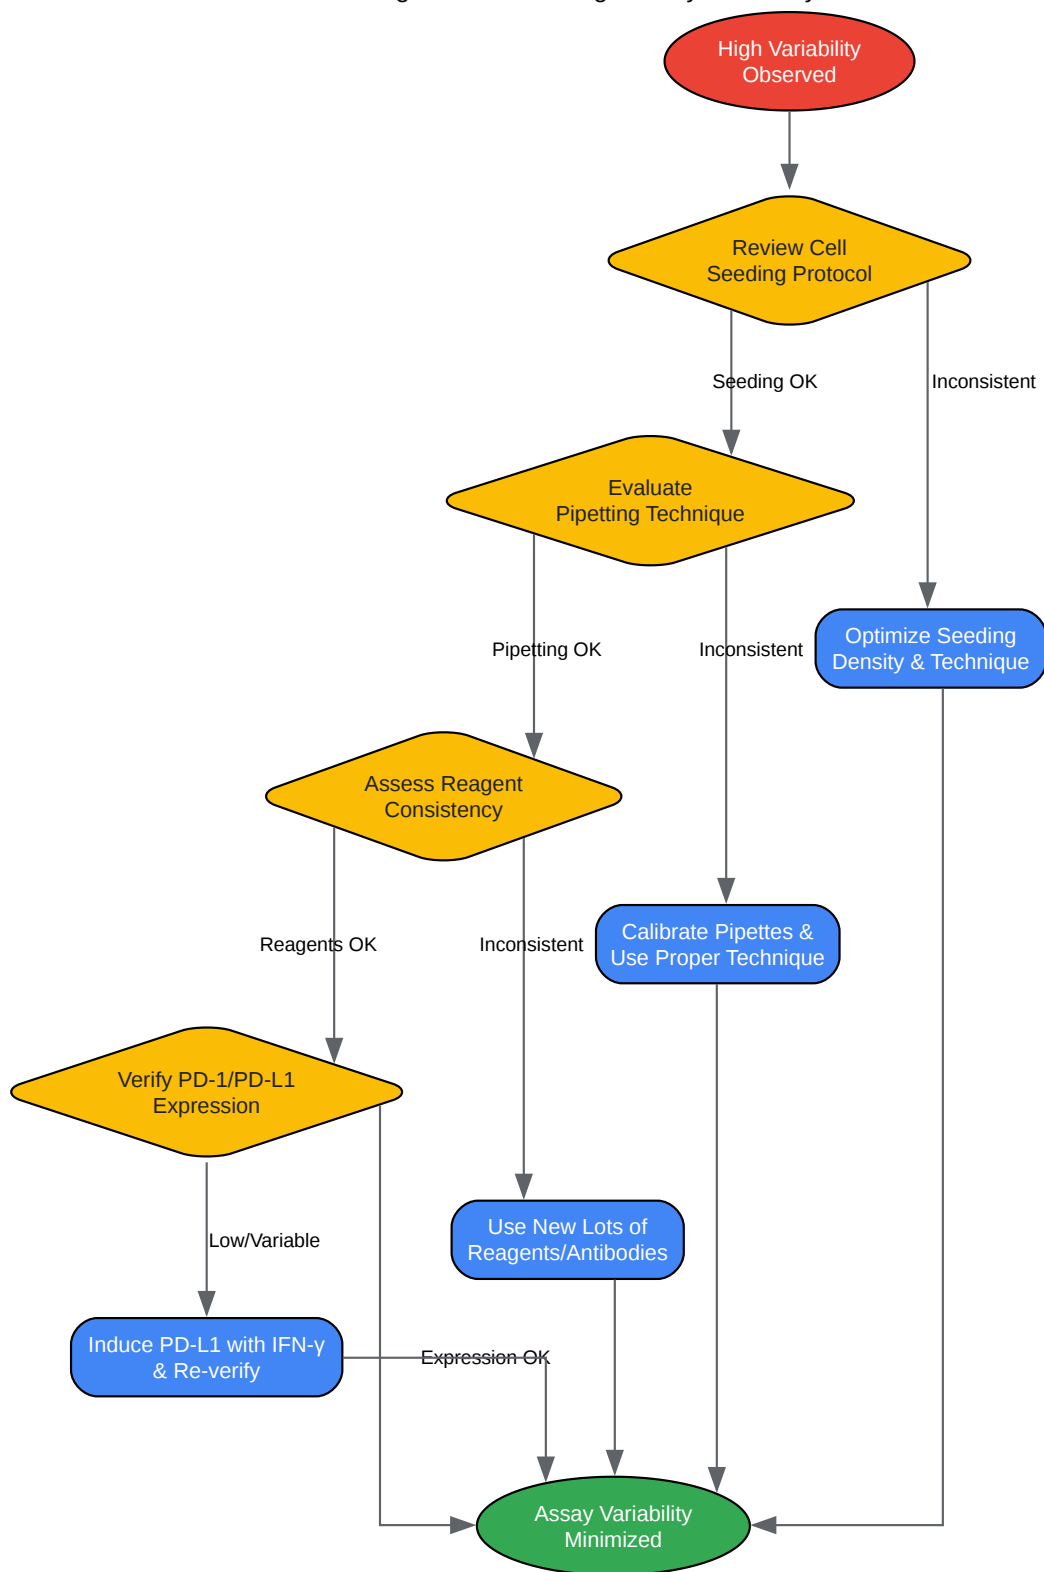 High Variability
Observed
Review Cell
Seeding Protocol
Seeding OK
Inconsistent
Evaluate
Pipetting Technique
Pipetting OK
Inconsistent
Optimize Seeding
Density & Technique
Assess Reagent
Consistency
Reagents OK
Inconsistent
Calibrate Pipettes &
Use Proper Technique
Verify PD-1/PD-L1
Expression
Low/Variable
Use New Lots of
Reagents/Antibodies
Induce PD-L1 with IFN-γ
& Re-verify
Expression OK
Assay Variability
Minimized